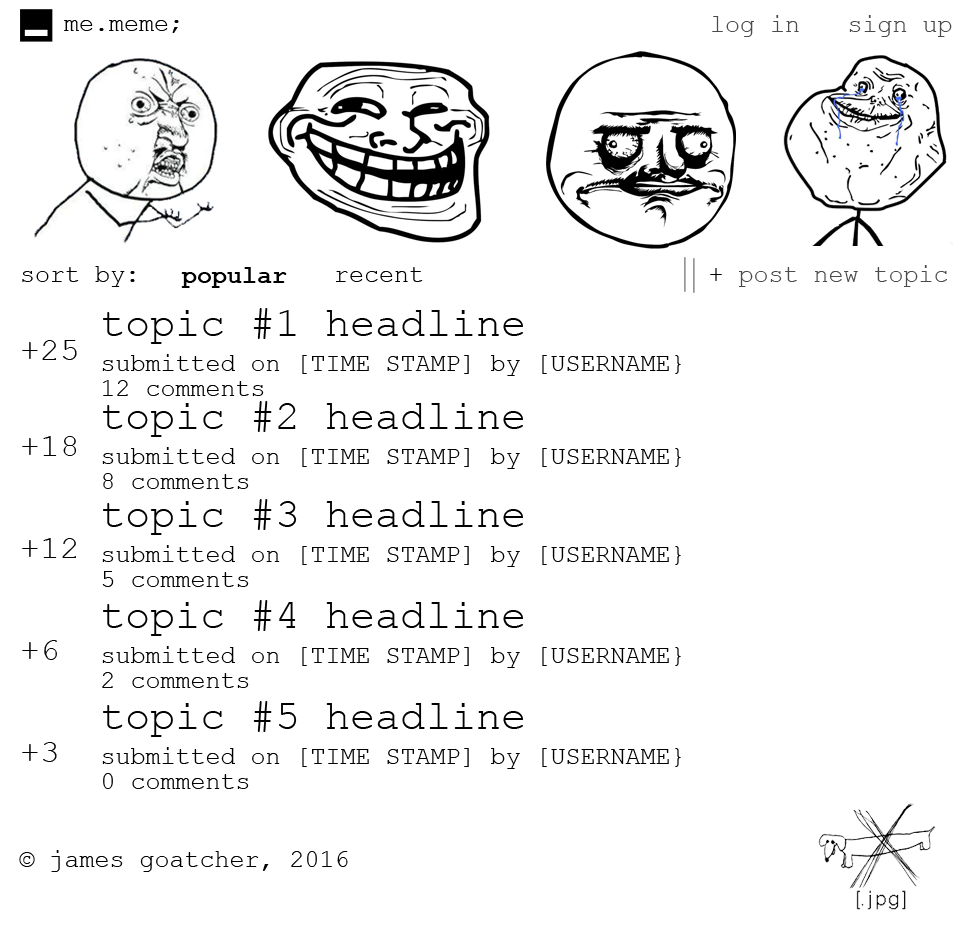 me.meme;
log in sign up
sort by: popular recent + post new topic
+25
topic #1 headline
submitted on [TIME STAMP] by [USERNAME}
12 comments
+18
topic #2 headline
submitted on [TIME STAMP] by [USERNAME}
8 comments
+12
topic #3 headline
submitted on [TIME STAMP] by [USERNAME}
5 comments
+6
topic #4 headline
submitted on [TIME STAMP] by [USERNAME}
2 comments
+3
topic #5 headline
submitted on [TIME STAMP] by [USERNAME}
0 comments
© james goatcher, 2016
[.jpg]